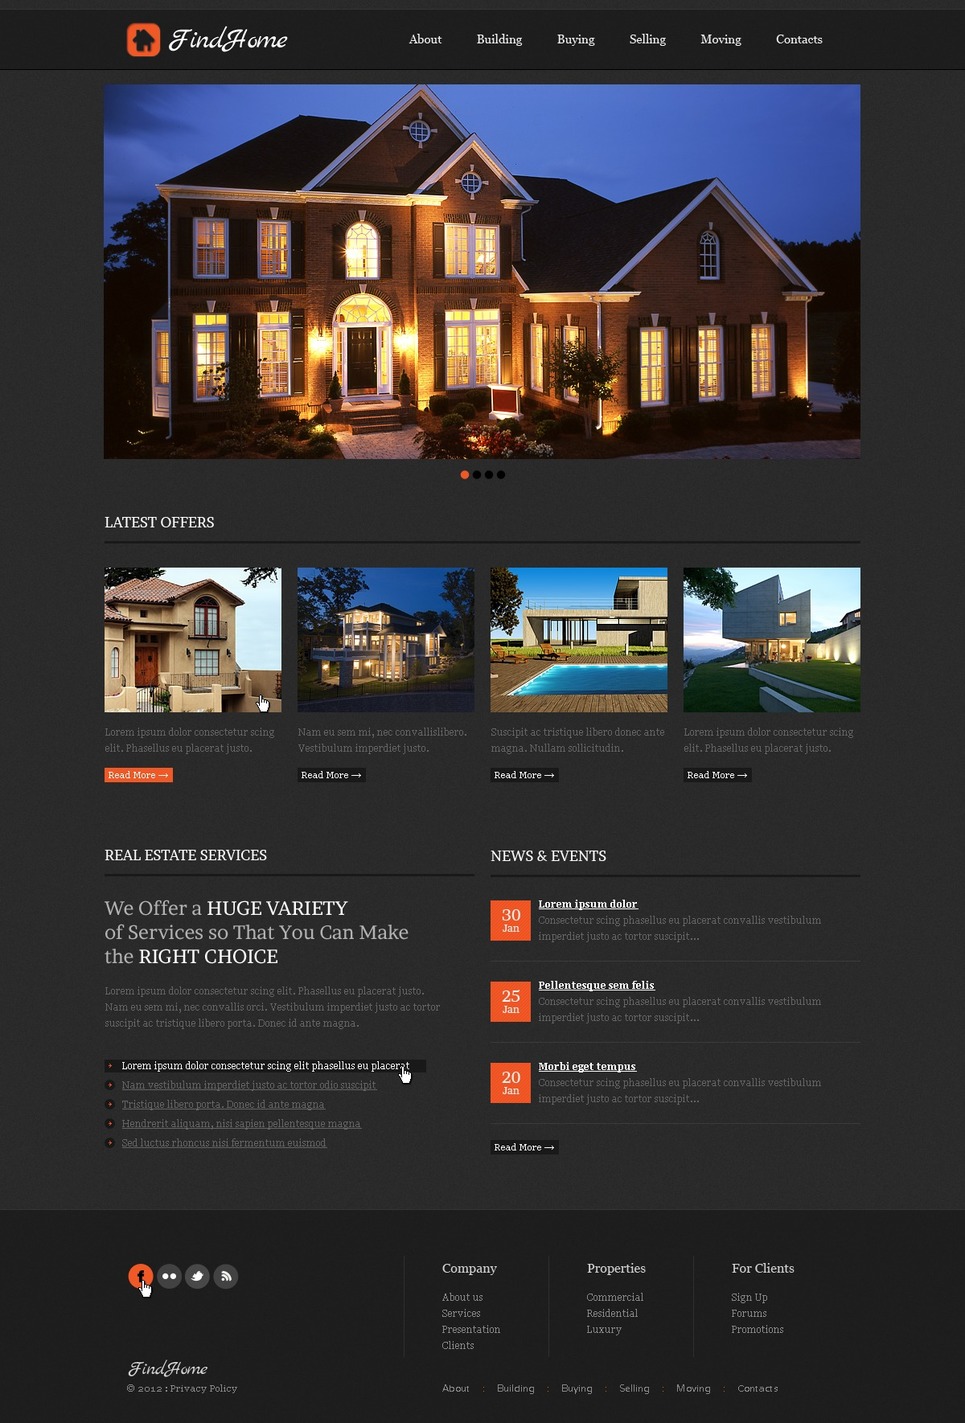 FindHome
About Building Buying Selling Moving Contacts
LATEST OFFERS
Lorem ipsum dolor consectetur scing
elit. Phasellus eu placerat justo.
Read More →
Nam eu sem mi, nec convallislibero.
Vestibulum imperdiet justo.
Read More →
Suscipit ac tristique libero donec ante
magna. Nullam sollicitudin.
Read More →
Lorem ipsum dolor consectetur scing
elit. Phasellus eu placerat justo.
Read More →
REAL ESTATE SERVICES
We Offer a HUGE VARIETY
of Services so That You Can Make
the RIGHT CHOICE
Lorem ipsum dolor consectetur scing elit. Phasellus eu placerat justo.
Nam eu sem mi, nec convallis orci. Vestibulum imperdiet justo ac tortor
suscipit ac tristique libero porta. Donec id ante magna.
Lorem ipsum dolor consectetur scing elit phasellus eu placerat
Nam vestibulum imperdiet justo ac tortor odio suscipit
Tristique libero porta. Donec id ante magna
Hendrerit aliquam, nisi sapien pellentesque magna
Sed luctus rhoncus nisi fermentum euismod
NEWS & EVENTS
30
Jan
Lorem ipsum dolor
Consectetur scing phasellus eu placerat convallis vestibulum
imperdiet justo ac tortor suscipit...
25
Jan
Pellentesque sem felis
Consectetur scing phasellus eu placerat convallis vestibulum
imperdiet justo ac tortor suscipit...
20
Jan
Morbi eget tempus
Consectetur scing phasellus eu placerat convallis vestibulum
imperdiet justo ac tortor suscipit...
Read More →
Company
About us
Services
Presentation
Clients
Properties
Commercial
Residential
Luxury
For Clients
Sign Up
Forums
Promotions
FindHome
© 2012 : Privacy Policy
About : Building : Buying : Selling : Moving : Contacts